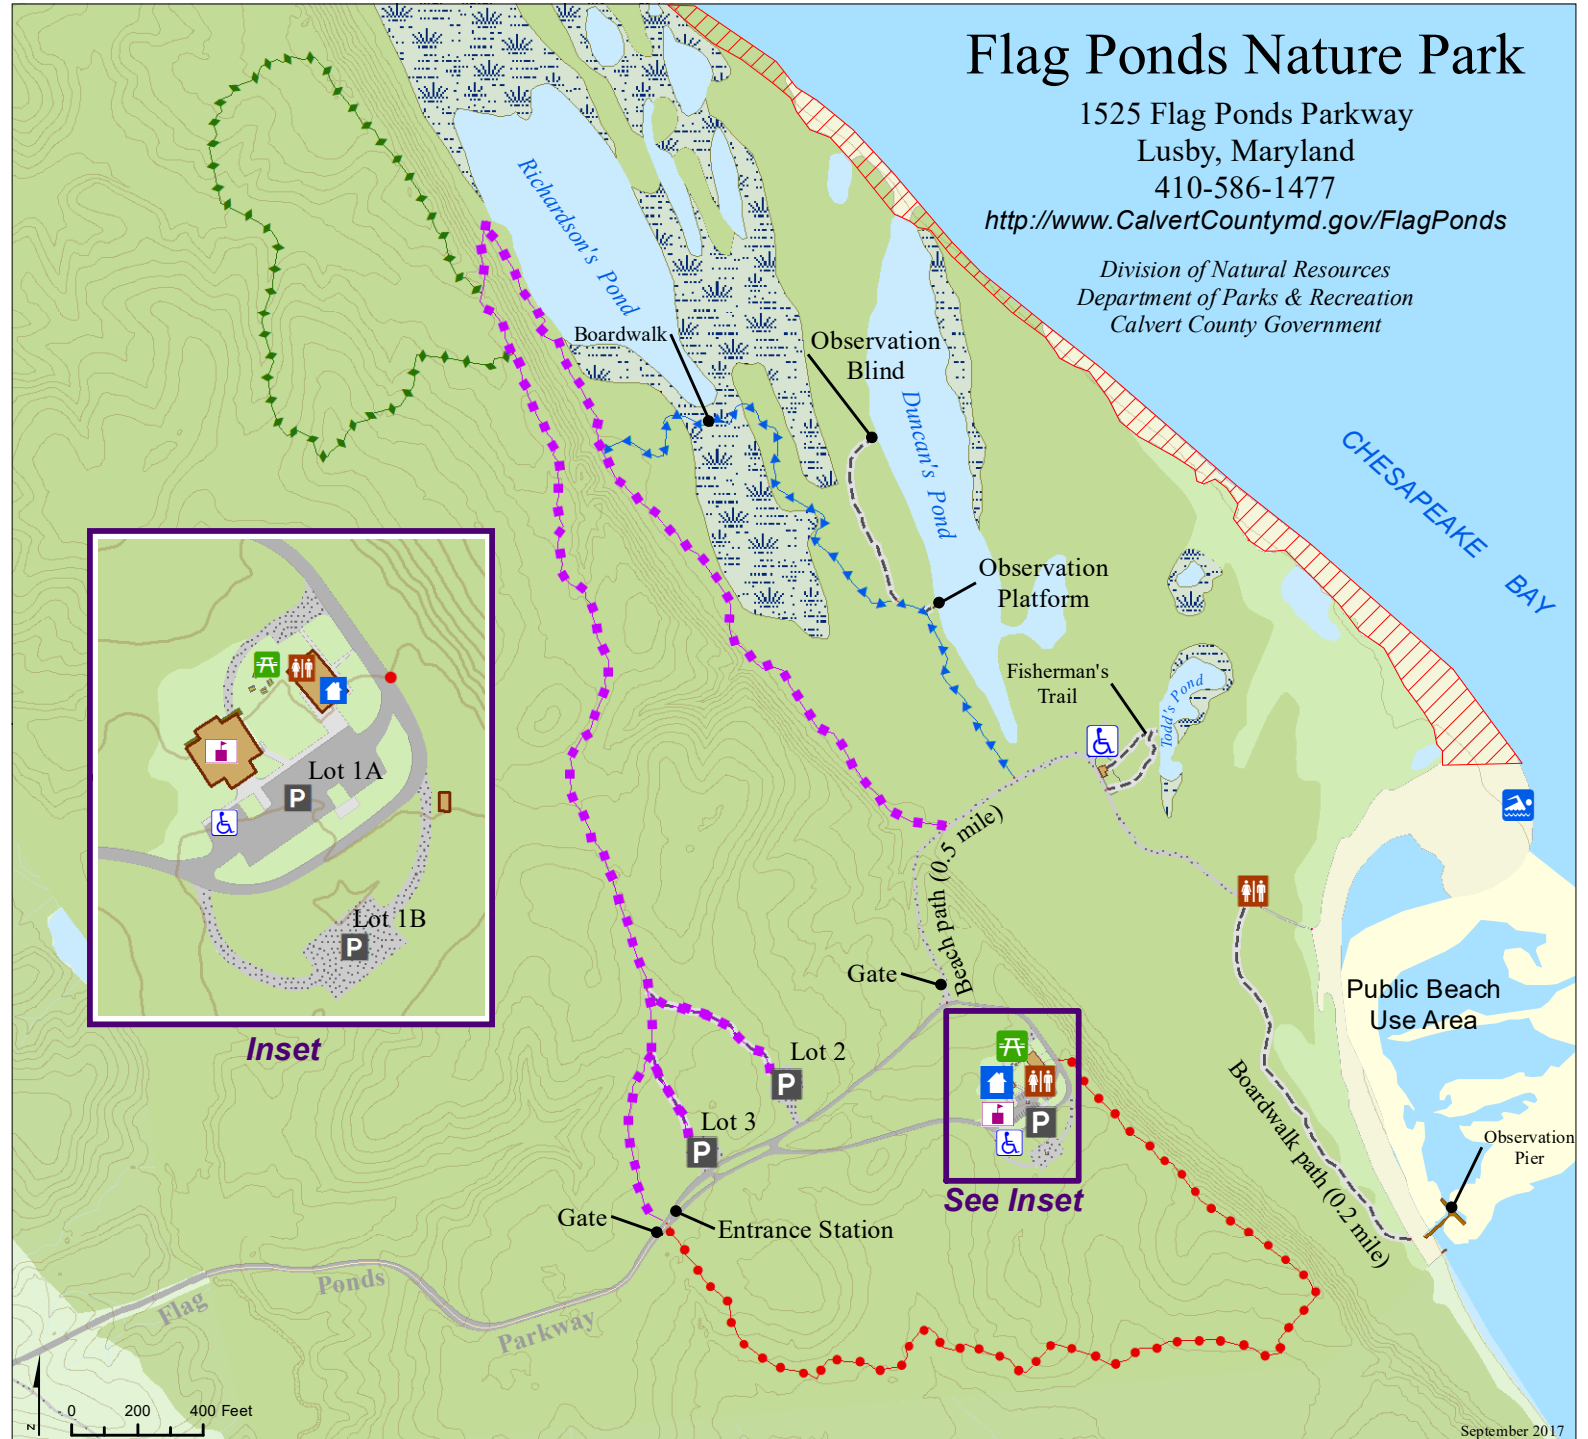 Flag Ponds Nature Park
1525 Flag Ponds Parkway
Lusby, Maryland
410-586-1477
http://www.CalvertCountymd.gov/FlagPonds
Division of Natural Resources
Department of Parks & Recreation
Calvert County Government
Richardson's Pond
Boardwalk
Observation
Blind
Duncan's Pond
CHESAPEAKE BAY
Observation
Platform
Fisherman's
Trail
Todd's Pond
Lot 1A
P
Lot 1B
P
Inset
Beach path (0.5 mile)
Gate
Public Beach
Use Area
Lot 2
P
Lot 3
P
P
See Inset
Boardwalk path (0.2 mile)
Observation
Pier
Gate
Entrance Station
Flag Ponds Parkway
N
0 200 400 Feet
September 2017